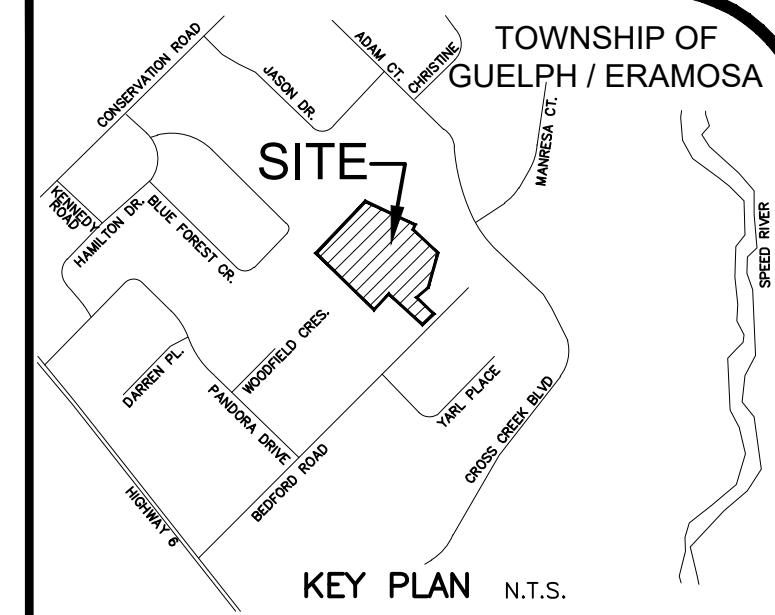 TOWNSHIP OF
GUELPH / ERAMOSA
CONSERVATION ROAD
JASON DR.
ADAM CT.
CHRISTINE
MANRESA CT.
SITE
KENNEDY
ROAD
HAMILTON DR.
BLUE FOREST CR.
SPEED RIVER
DARREN PL.
WOODFIELD CRES.
PANDORA DRIVE
YARL PLACE
CROSS CREEK BLVD
BEDFORD ROAD
HIGHWAY 6
KEY PLAN N.T.S.